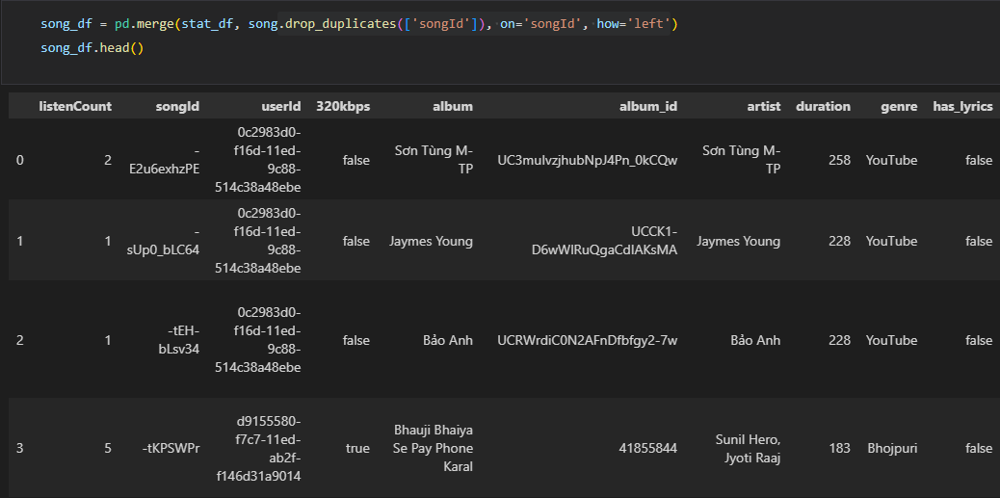 song_df = pd.merge(stat_df, song.drop_duplicates(['songId']), on='songId', how='left')
song_df.head()
listenCount songId userId 320kbps album album_id artist duration genre has_lyrics
0 2 -E2u6exhzPE 0c2983d0-f16d-11ed-9c88-514c38a48ebe false Sơn Tùng M-TP UC3mulvzjhubNpJ4Pn_0kCQw Sơn Tùng M-TP 258 YouTube false
1 1 -sUp0_bLC64 0c2983d0-f16d-11ed-9c88-514c38a48ebe false Jaymes Young UCCK1-D6wWlRuQgaCdIAKsMA Jaymes Young 228 YouTube false
2 1 -tEH-bLsv34 0c2983d0-f16d-11ed-9c88-514c38a48ebe false Bảo Anh UCRWrdiC0N2AFnDfbfgy2-7w Bảo Anh 228 YouTube false
3 5 -tKPSWPr d9155580-f7c7-11ed-ab2f-f146d31a9014 true Bhauji Bhaiya Se Pay Phone Karal 41855844 Sunil Hero, Jyoti Raaj 183 Bhojpuri false